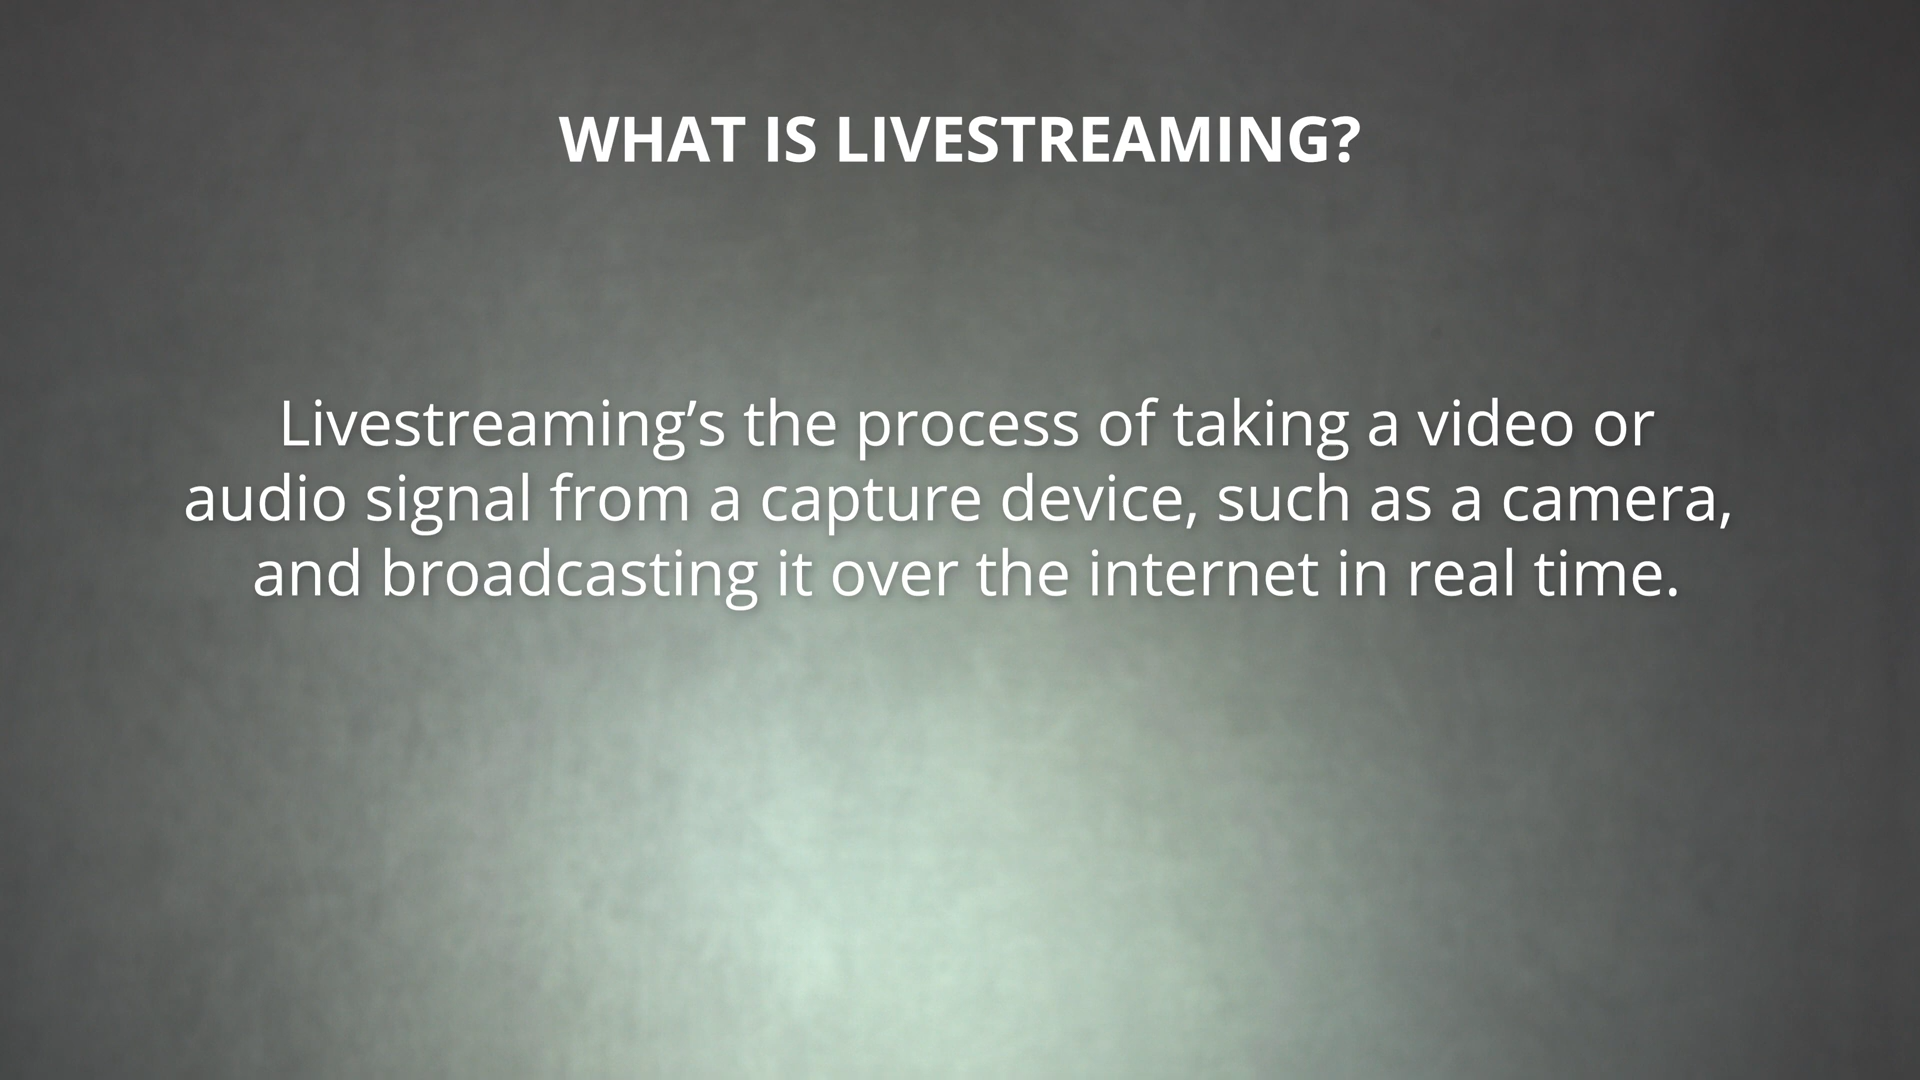 WHAT IS LIVESTREAMING?
Livestreaming’s the process of taking a video or
audio signal from a capture device, such as a camera,
and broadcasting it over the internet in real time.